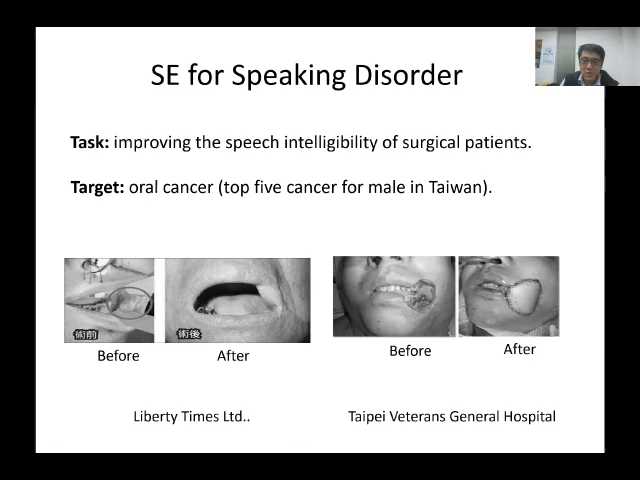 SE for Speaking Disorder
Task: improving the speech intelligibility of surgical patients.
Target: oral cancer (top five cancer for male in Taiwan).
術前
術後
Before
After
Before
After
Liberty Times Ltd..
Taipei Veterans General Hospital